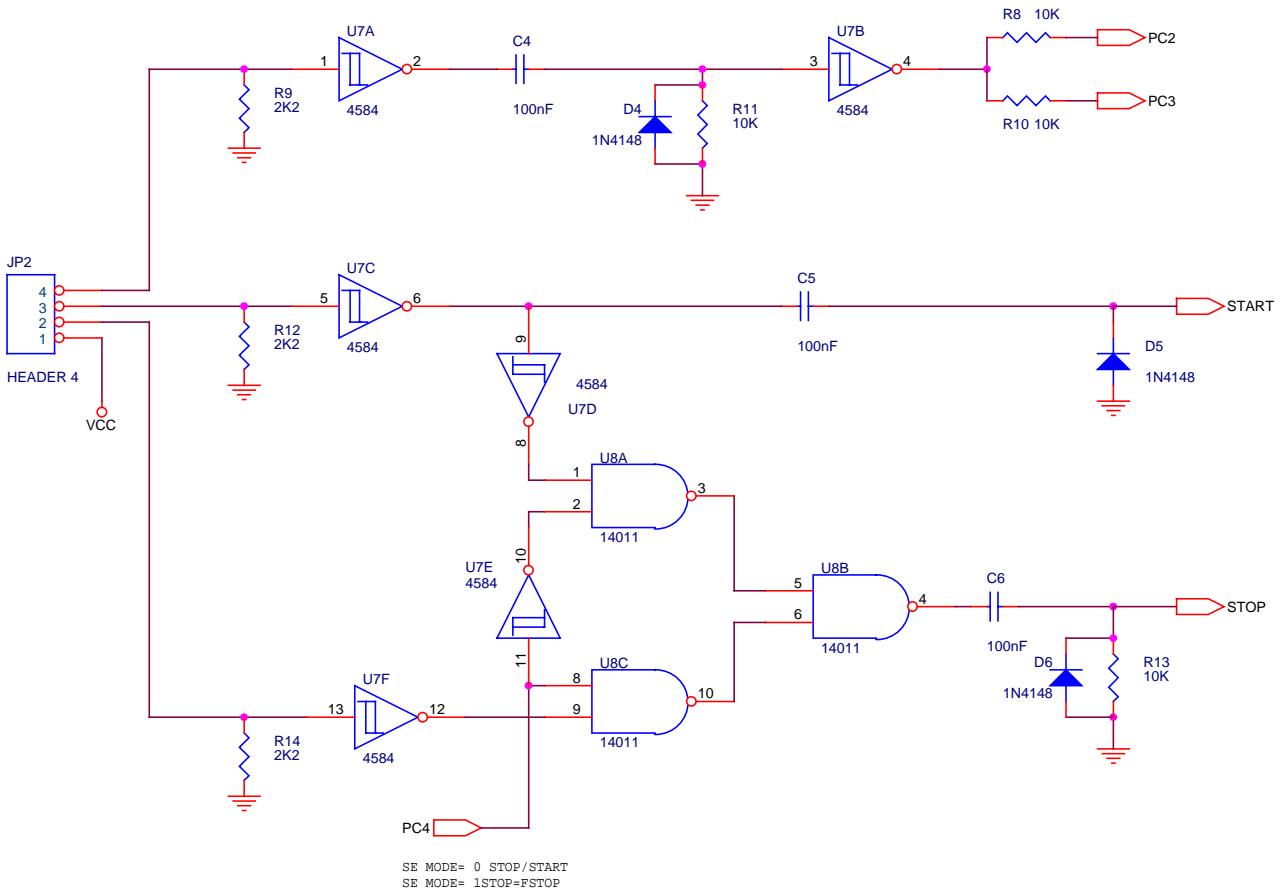 U7A
1
2
4584
R9
2K2
C4
100nF
D4
1N4148
R11
10K
U7B
3
4
4584
R8 10K
PC2
PC3
R10 10K
JP2
4
3
2
1
HEADER 4
VCC
U7C
5
6
4584
R12
2K2
C5
100nF
START
D5
1N4148
9
4584
U7D
8
U8A
1
2
3
14011
10
U7E
4584
11
U8B
5
6
4
14011
C6
100nF
STOP
D6
1N4148
R13
10K
U8C
8
9
10
14011
U7F
13
12
4584
R14
2K2
PC4
SE MODE= 0 STOP/START
SE MODE= 1STOP=FSTOP